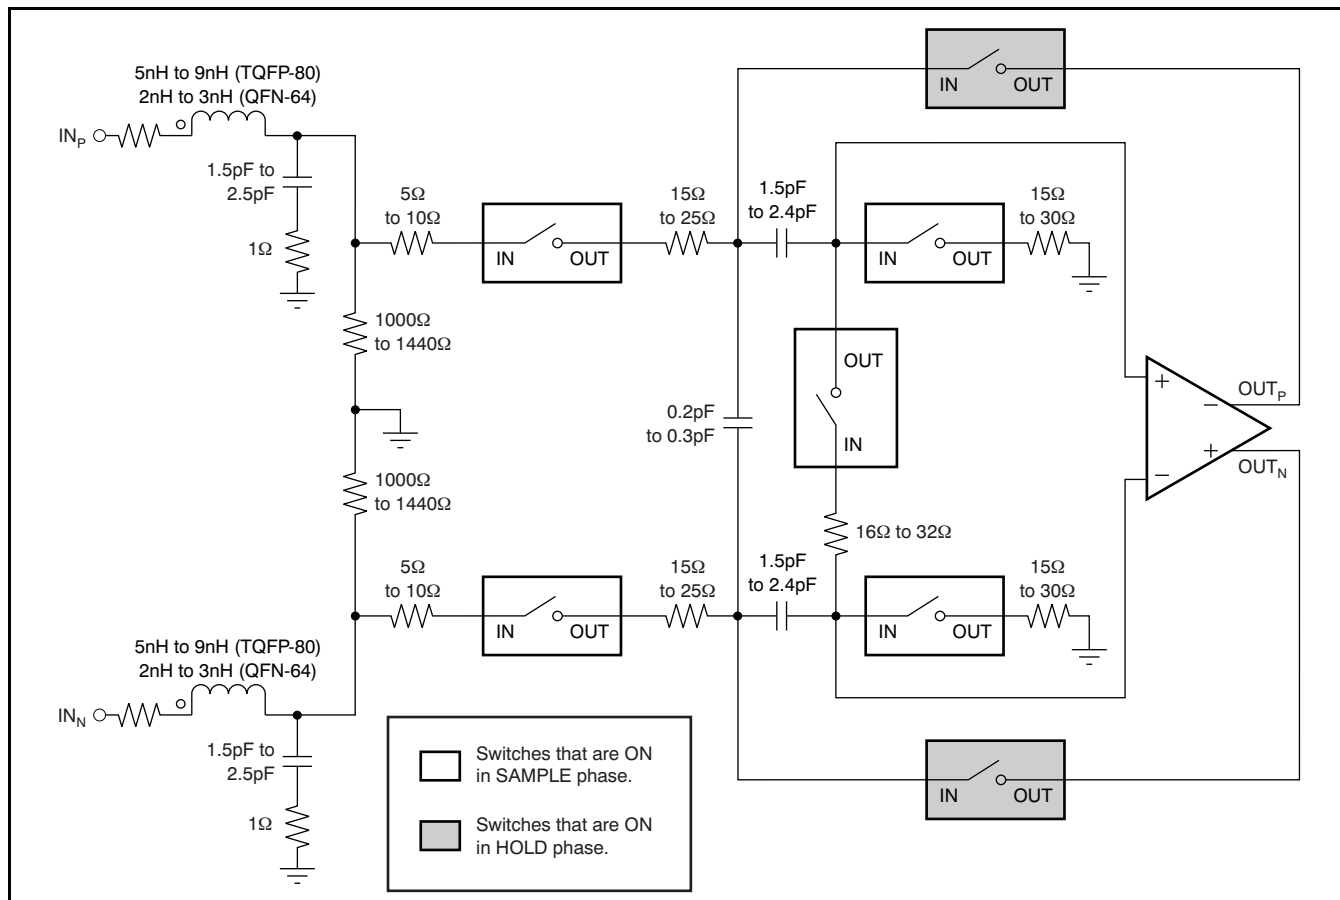 5nH to 9nH (TQFP-80)
2nH to 3nH (QFN-64)
INP
1.5pF to
2.5pF
1Ω
5Ω
to 10Ω
IN OUT
15Ω
to 25Ω
1.5pF
to 2.4pF
IN OUT
15Ω
to 30Ω
IN OUT
1000Ω
to 1440Ω
OUT
IN
0.2pF
to 0.3pF
+
−
−
+
OUTP
OUTN
1000Ω
to 1440Ω
16Ω to 32Ω
5Ω
to 10Ω
IN OUT
15Ω
to 25Ω
1.5pF
to 2.4pF
IN OUT
15Ω
to 30Ω
5nH to 9nH (TQFP-80)
2nH to 3nH (QFN-64)
INN
1.5pF to
2.5pF
1Ω
IN OUT
Switches that are ON
in SAMPLE phase.
Switches that are ON
in HOLD phase.